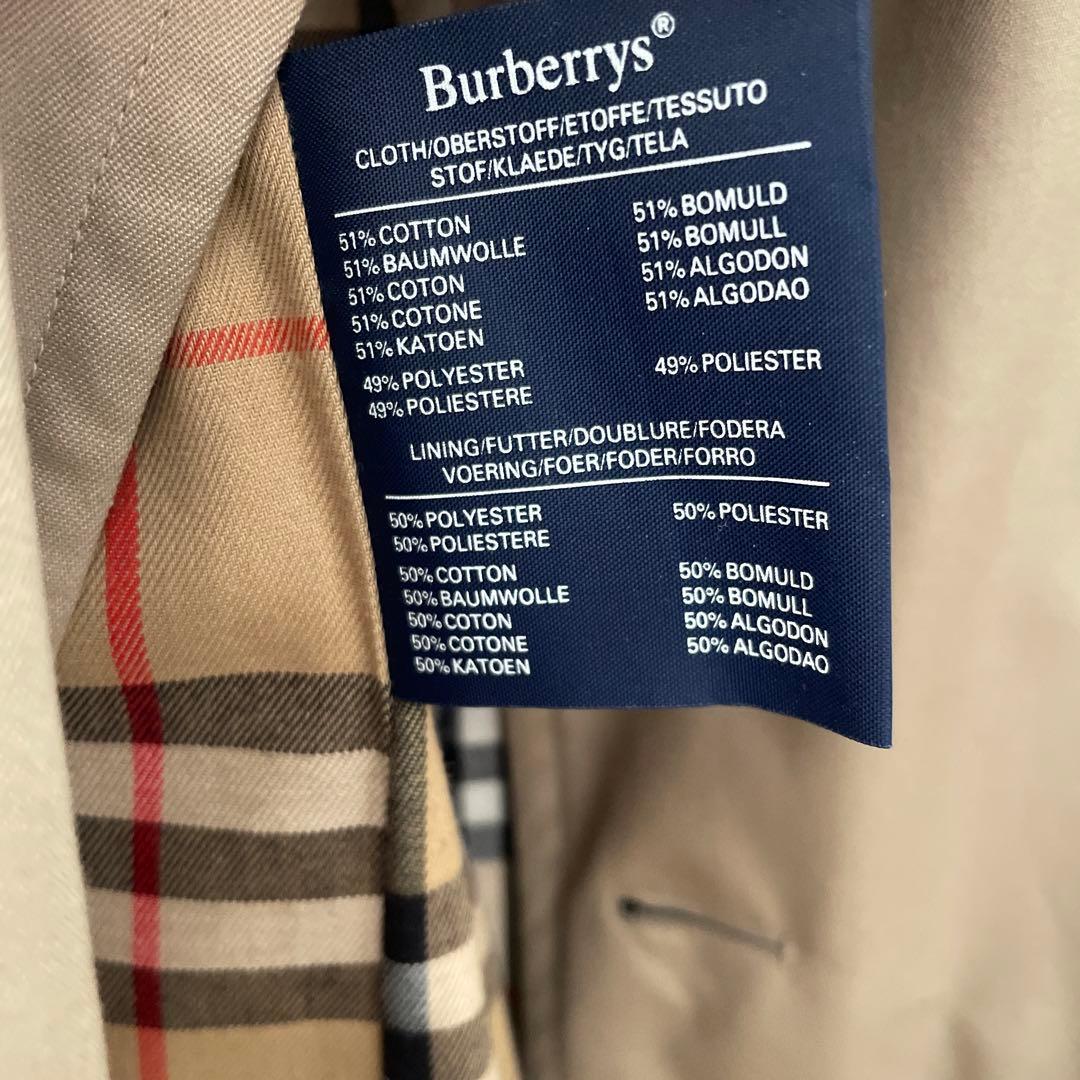 Burberrys®
CLOTH/OBERSTOFF/ETOFFE/TESSUTO
STOF/KLAEDE/TYG/TELA
51% COTTON
51% BAUMWOLLE
51% COTON
51% COTONE
51% KATOEN
51% BOMULD
51% BOMULL
51% ALGODON
51% ALGODAO
49% POLYESTER
49% POLIESTERE
49% POLIESTER
LINING/FUTTER/DOUBLURE/FODERA
VOERING/FOER/FODER/FORRO
50% POLYESTER
50% POLIESTERE
50% POLIESTER
50% COTTON
50% BAUMWOLLE
50% COTON
50% COTONE
50% KATOEN
50% BOMULD
50% BOMULL
50% ALGODON
50% ALGODAO